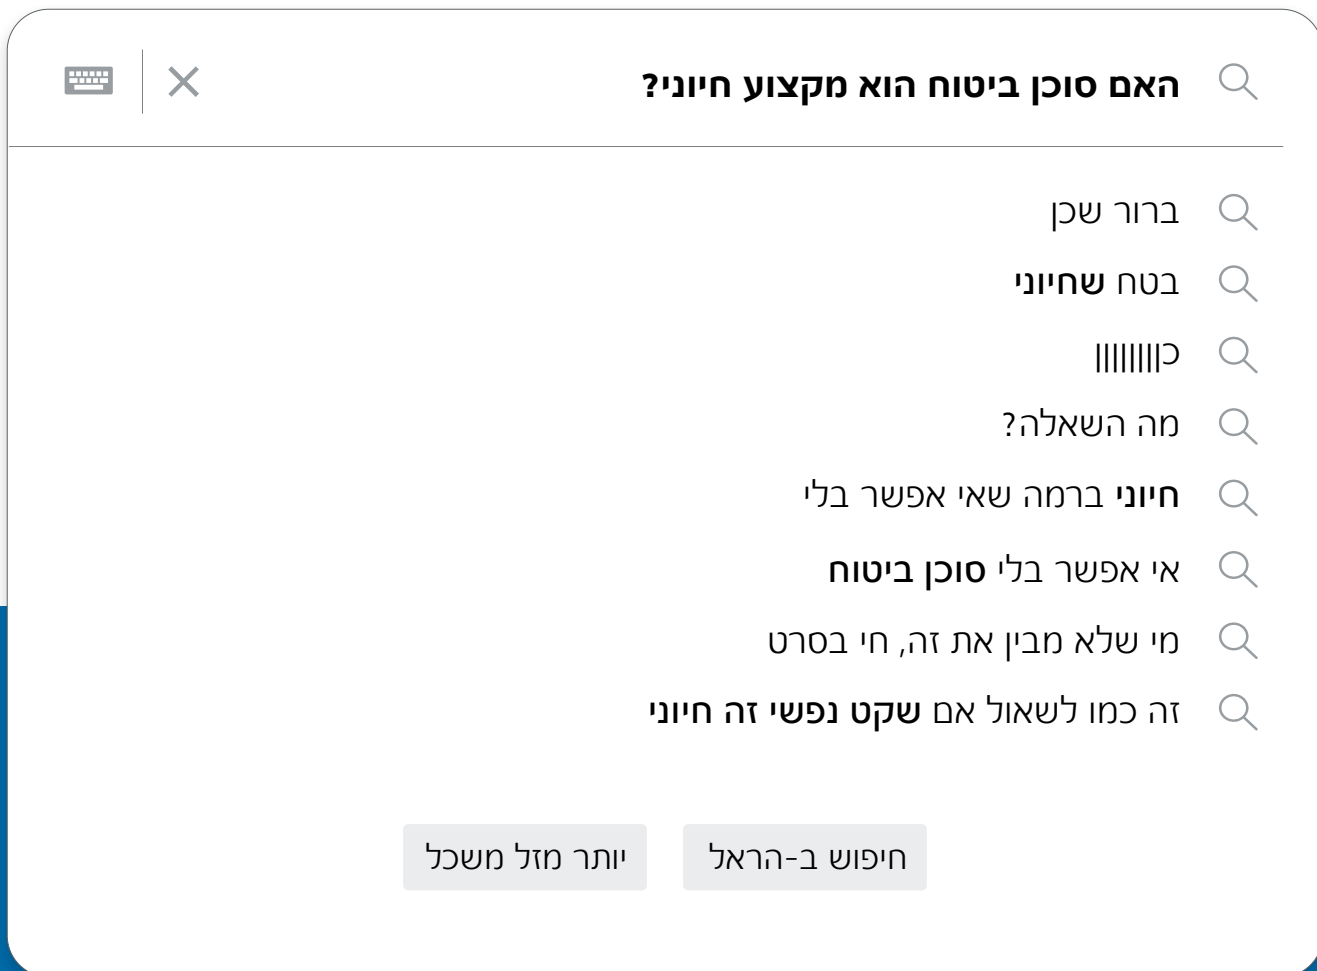 האם סוכן ביטוח הוא מקצוע חיוני?
ברור שכן
בטח שחיוני
כןןןןןןןן
מה השאלה?
חיוני ברמה שאי אפשר בלי
אי אפשר בלי סוכן ביטוח
מי שלא מבין את זה, חי בסרט
זה כמו לשאול אם שקט נפשי זה חיוני
חיפוש ב-הראל
יותר מזל משכל